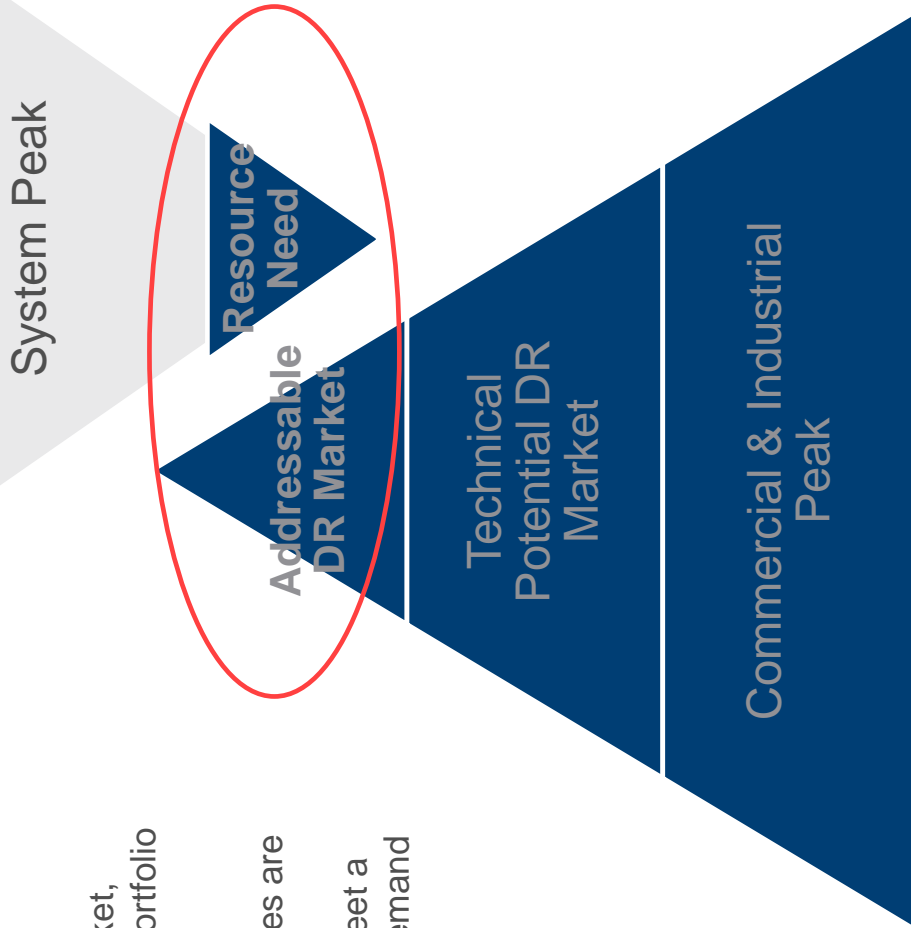 System Peak
ket,
ortfolio
es are
eet a
emand
Resource
Need
Addressable
DR Market
Technical
Potential DR
Market
Commercial & Industrial
Peak